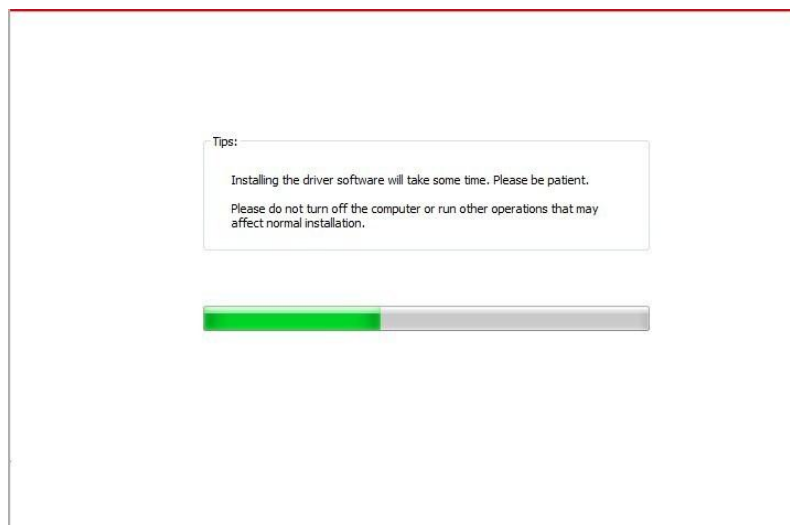 Tips:
Installing the driver software will take some time. Please be patient.
Please do not turn off the computer or run other operations that may
affect normal installation.